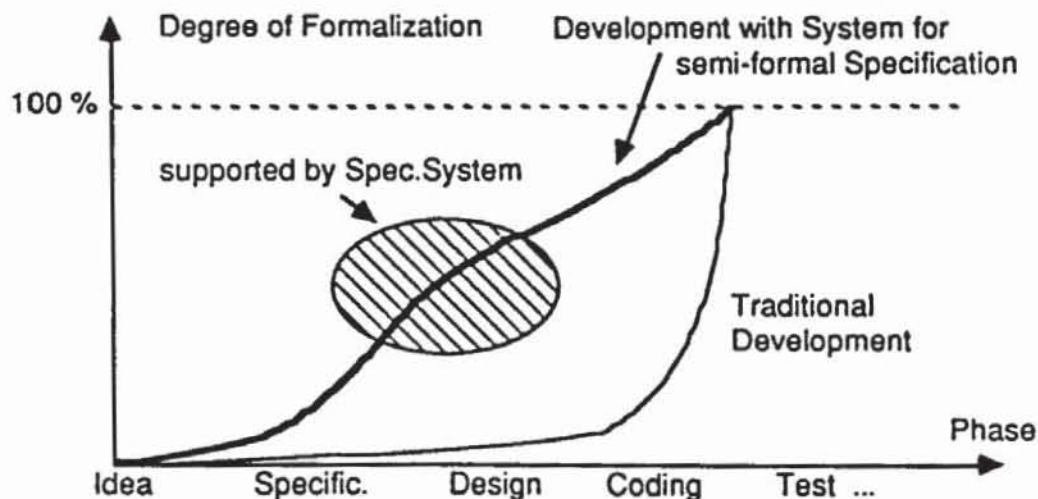 Degree of Formalization
Development with System for
semi-formal Specification
100 %
supported by Spec.System
Traditional
Development
Phase
Idea Specific. Design Coding Test ...